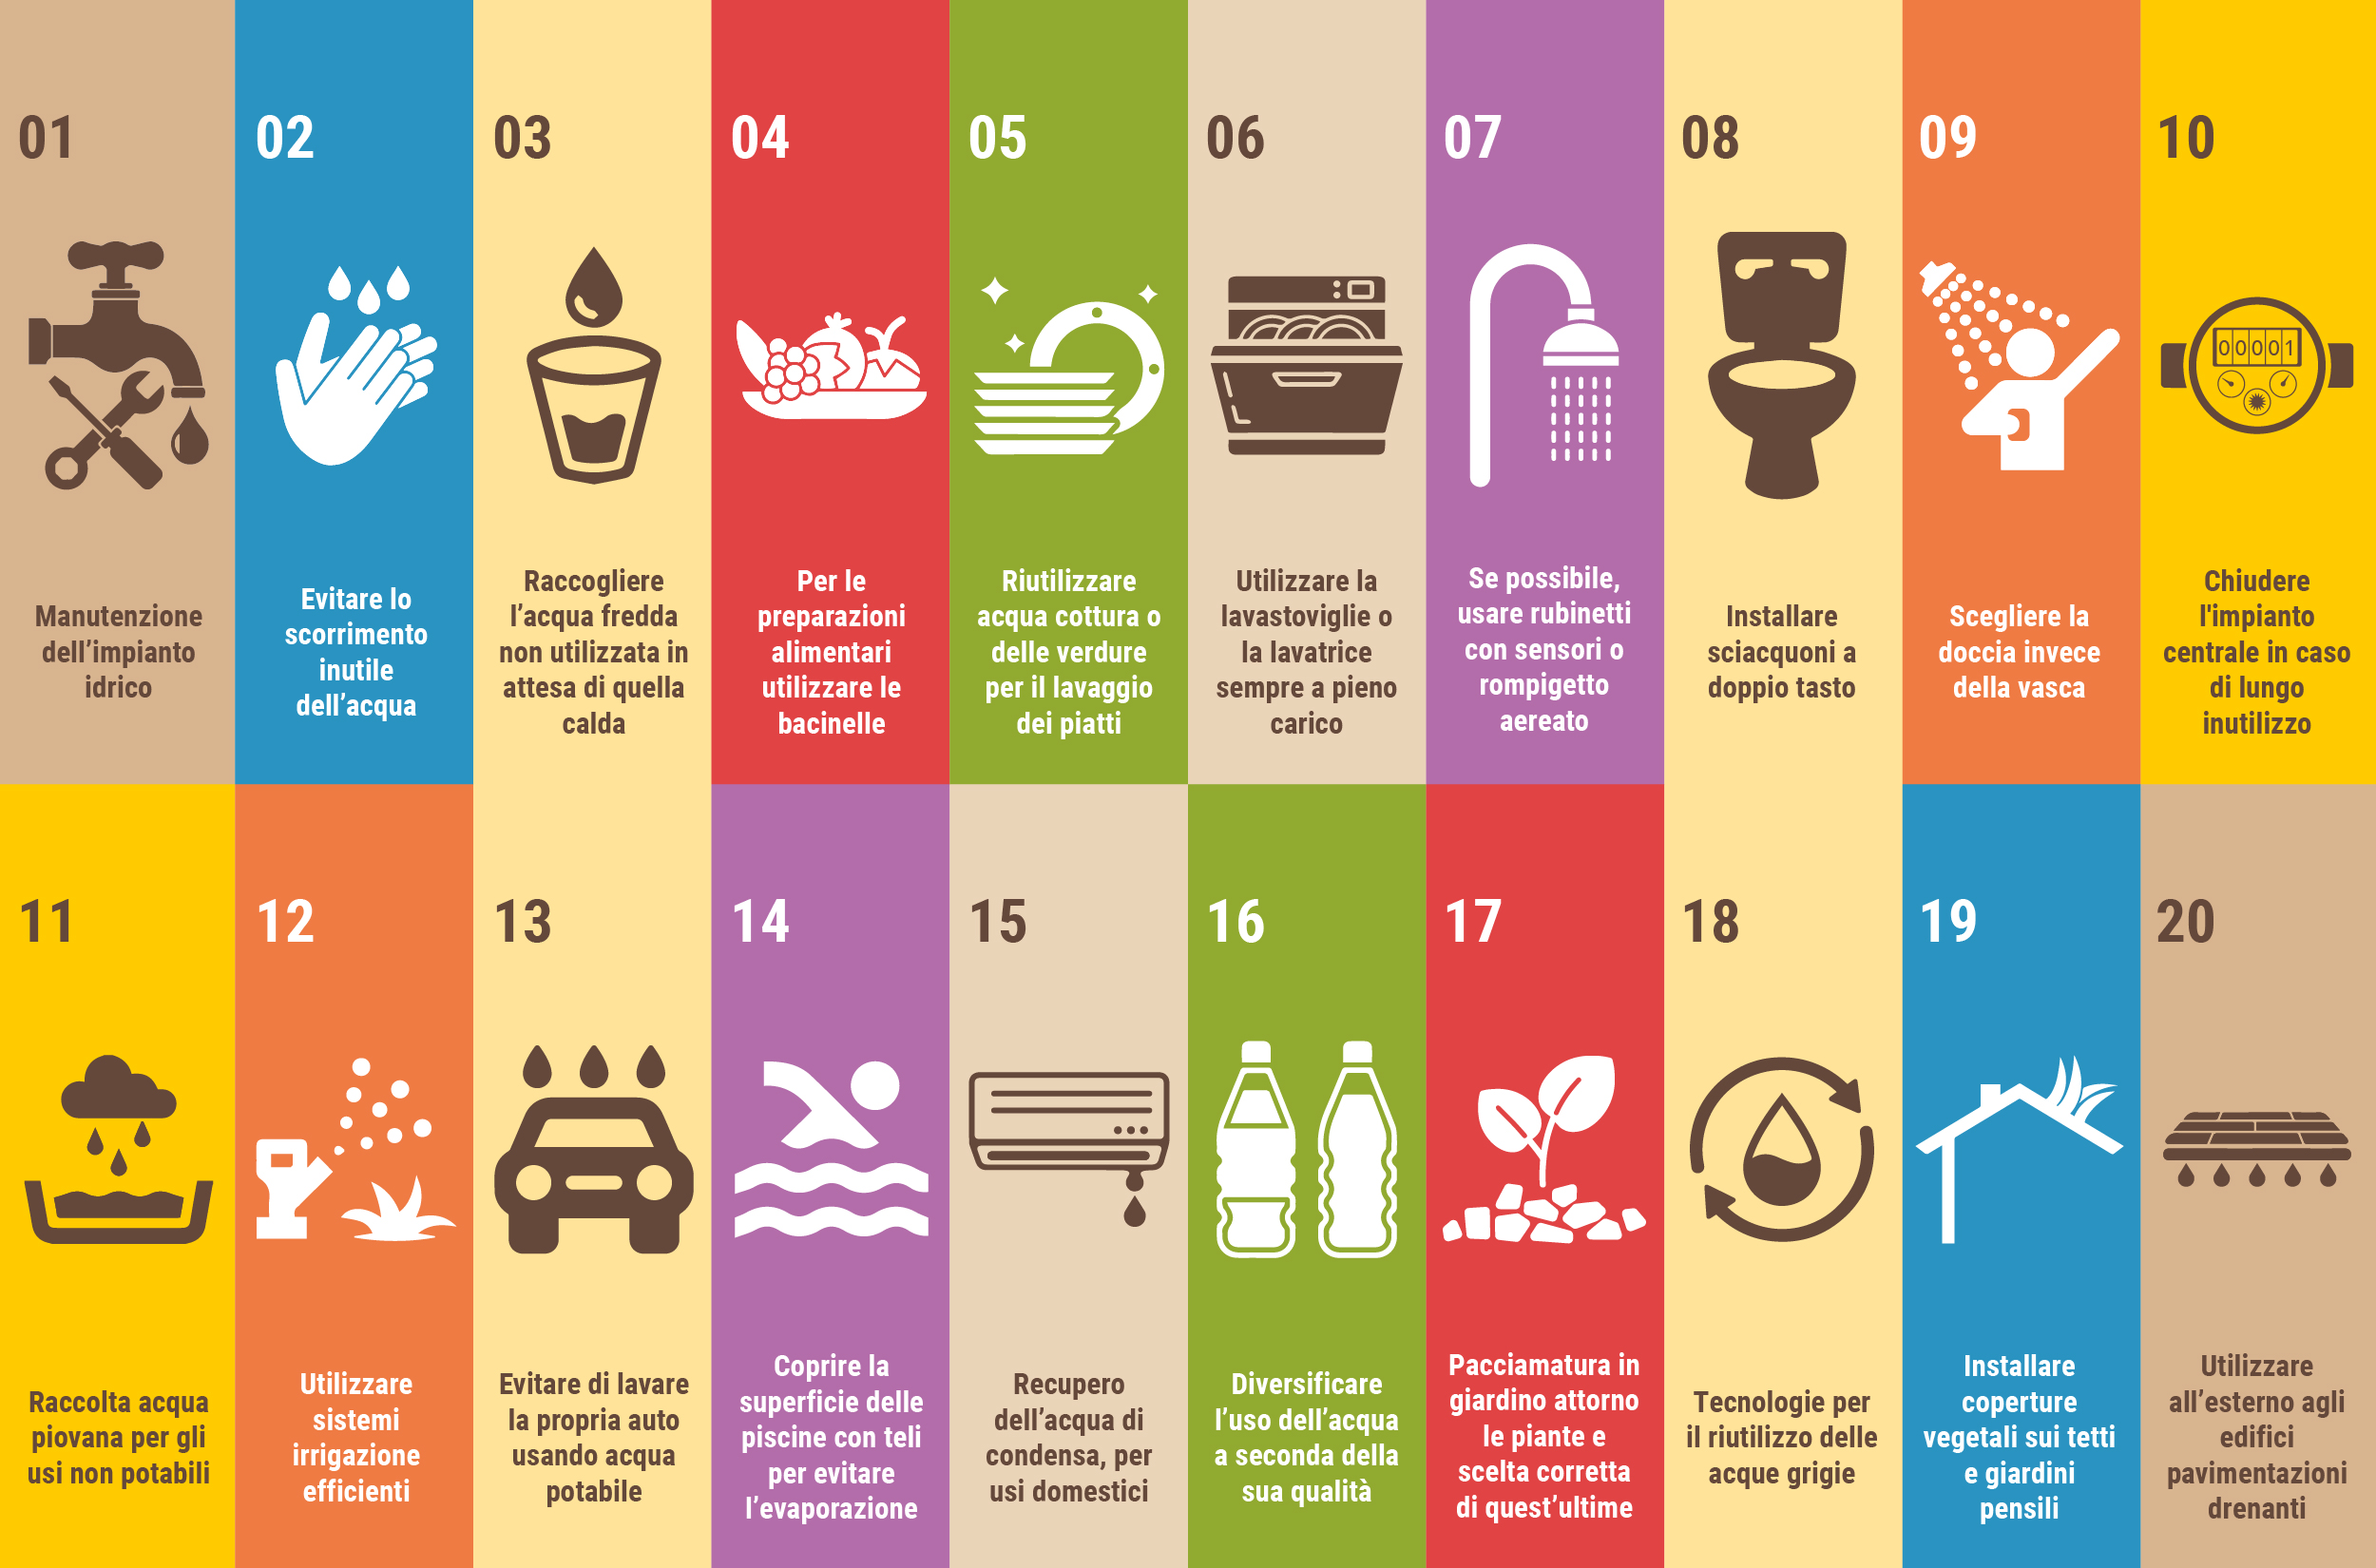 01
Manutenzione
dell’impianto
idrico
02
Evitare lo
scorrimento
inutile
dell’acqua
03
Raccogliere
l’acqua fredda
non utilizzata in
attesa di quella
calda
04
Per le
preparazioni
alimentari
utilizzare le
bacinelle
05
Riutilizzare
acqua cottura o
delle verdure
per il lavaggio
dei piatti
06
Utilizzare la
lavastoviglie o
la lavatrice
sempre a pieno
carico
07
Se possibile,
usare rubinetti
con sensori o
rompigetto
aereato
08
Installare
sciacquoni a
doppio tasto
09
Scegliere la
doccia invece
della vasca
10
00001
Chiudere
l'impianto
centrale in caso
di lungo
inutilizzo
11
Raccolta acqua
piovana per gli
usi non potabili
12
Utilizzare
sistemi
irrigazione
efficienti
13
Evitare di lavare
la propria auto
usando acqua
potabile
14
Coprire la
superficie delle
piscine con teli
per evitare
l’evaporazione
15
Recupero
dell’acqua di
condensa, per
usi domestici
16
Diversificare
l’uso dell’acqua
a seconda della
sua qualità
17
Pacciamatura in
giardino attorno
le piante e
scelta corretta
di quest’ultime
18
Tecnologie per
il riutilizzo delle
acque grigie
19
Installare
coperture
vegetali sui tetti
e giardini
pensili
20
Utilizzare
all’esterno agli
edifici
pavimentazioni
drenanti